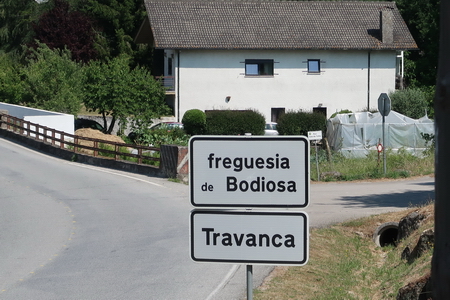 freguesia
de Bodiosa
Travanca